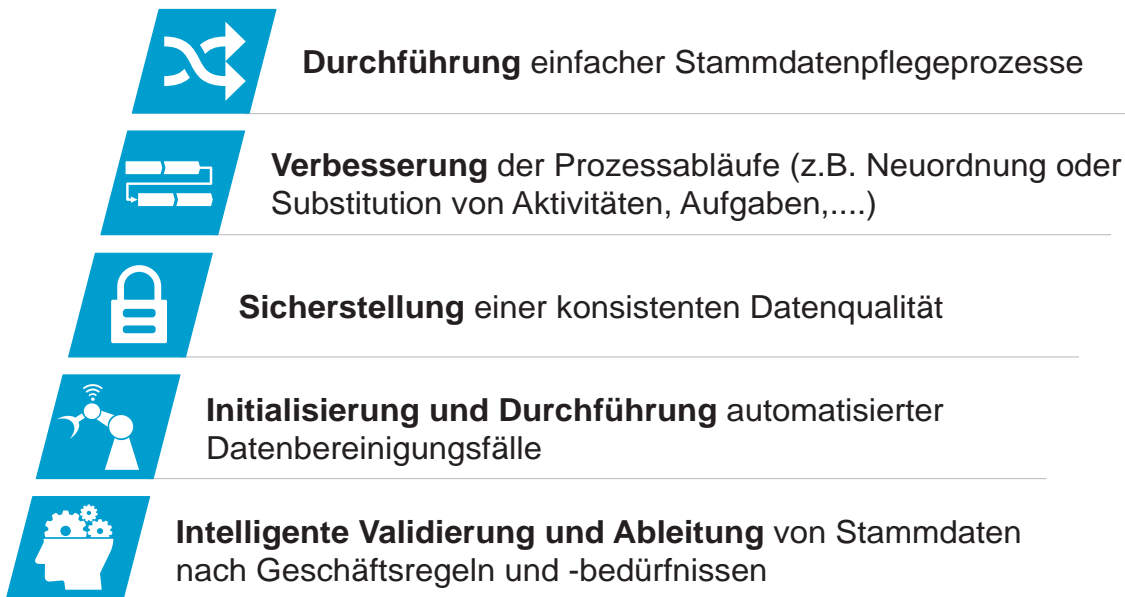 Durchführung einfacher Stammdatenpflegeprozesse
Verbesserung der Prozessabläufe (z.B. Neuordnung oder
Substitution von Aktivitäten, Aufgaben,....)
Sicherstellung einer konsistenten Datenqualität
Initialisierung und Durchführung automatisierter
Datenbereinigungsfälle
Intelligente Validierung und Ableitung von Stammdaten
nach Geschäftsregeln und -bedürfnissen